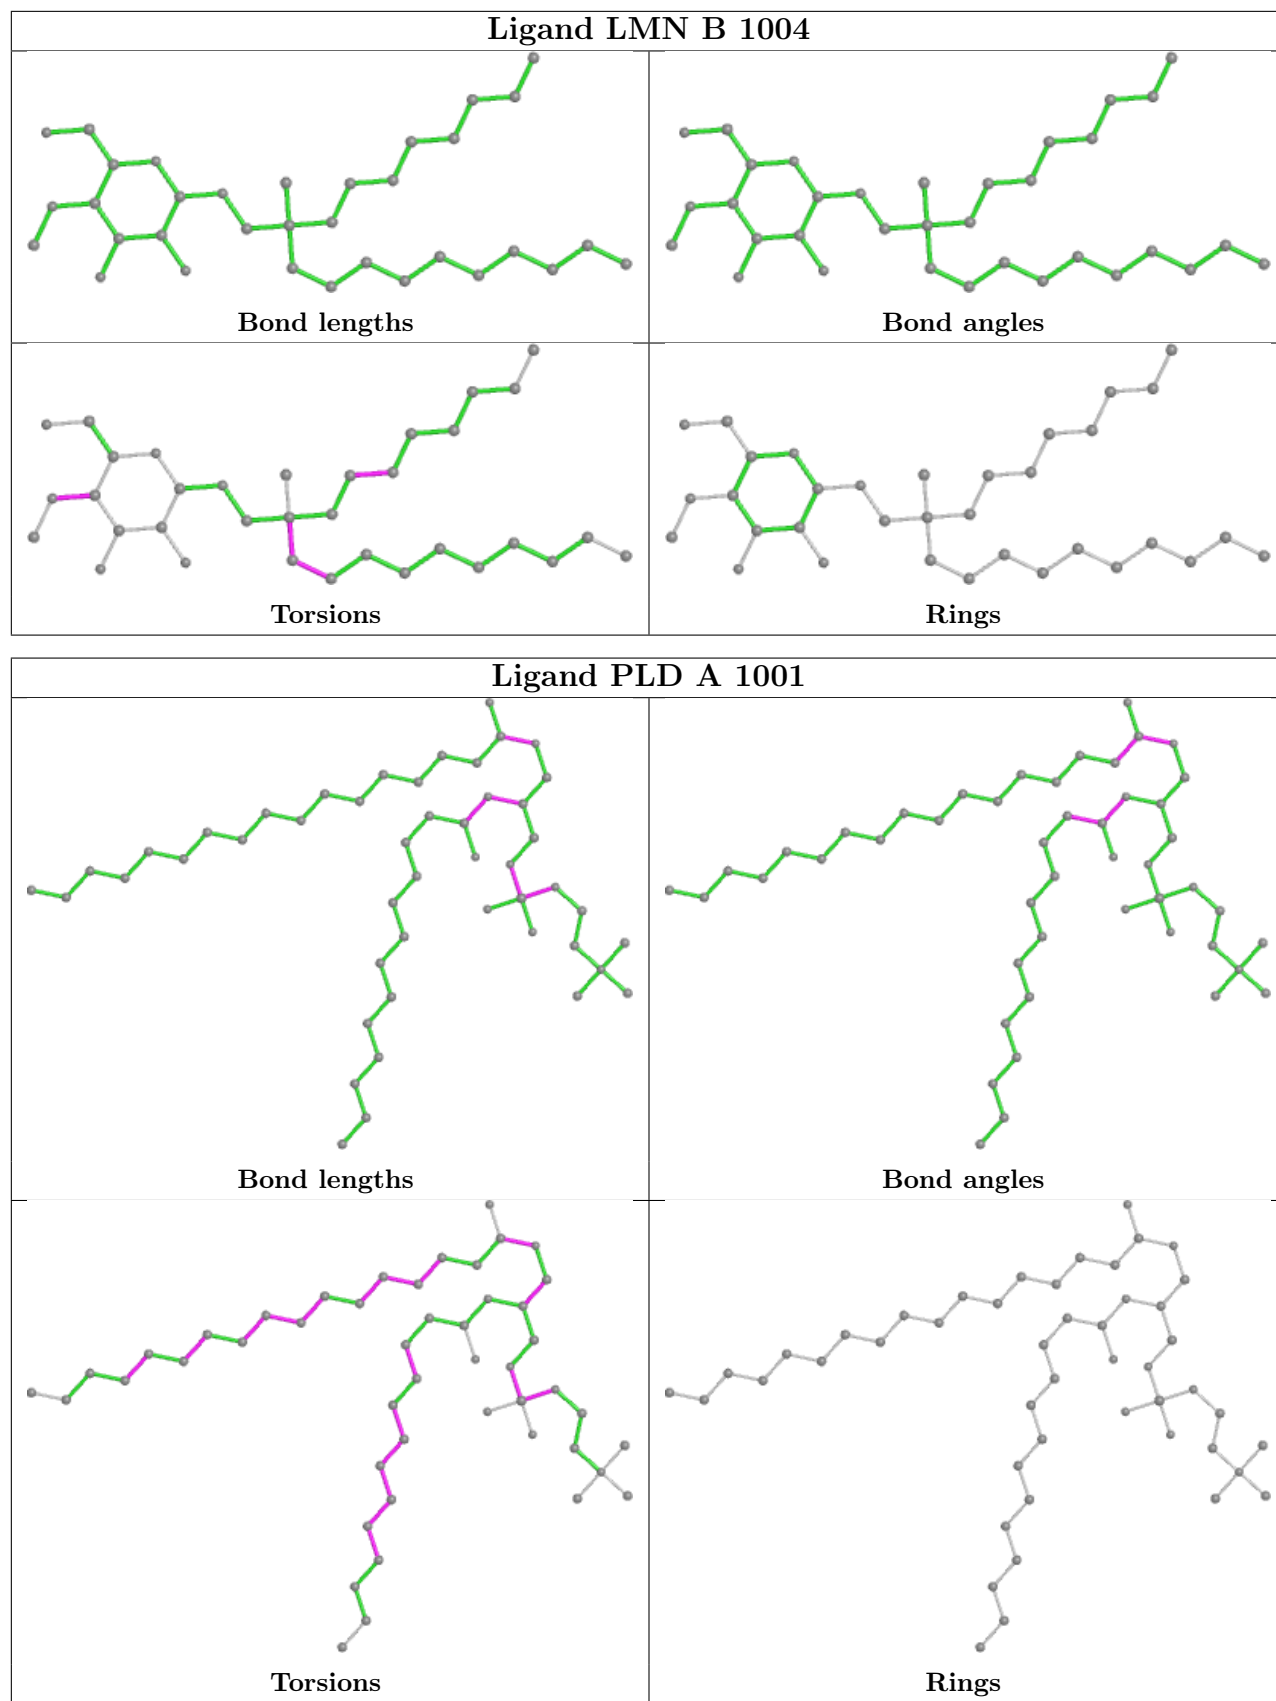 Ligand LMN B 1004
Bond lengths
Bond angles
Torsions
Rings
Ligand PLD A 1001
Bond lengths
Bond angles
Torsions
Rings